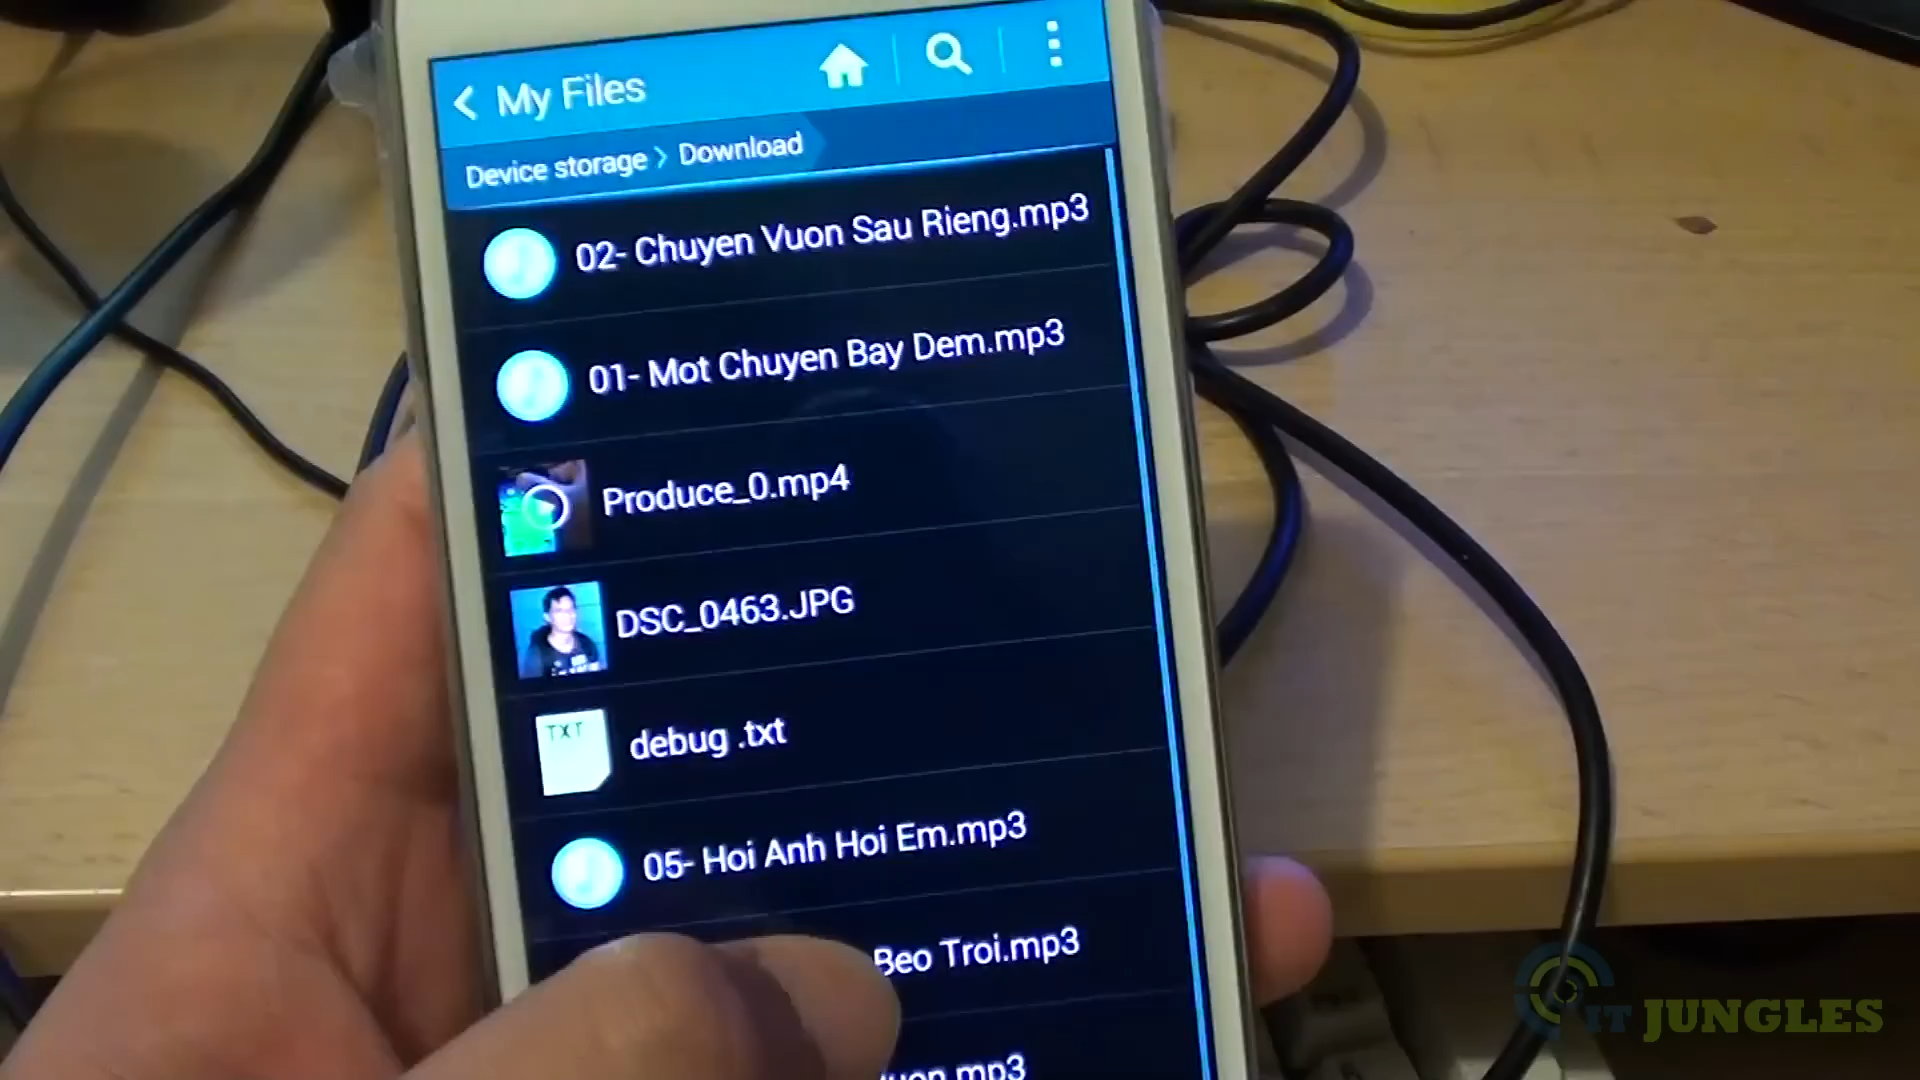 My Files
Device storage > Download
02- Chuyen Vuon Sau Rieng.mp3
01- Mot Chuyen Bay Dem.mp3
Produce_0.mp4
DSC_0463.JPG
TXT
debug .txt
05- Hoi Anh Hoi Em.mp3
Beo Troi.mp3
uon.mp3
IT JUNGLES